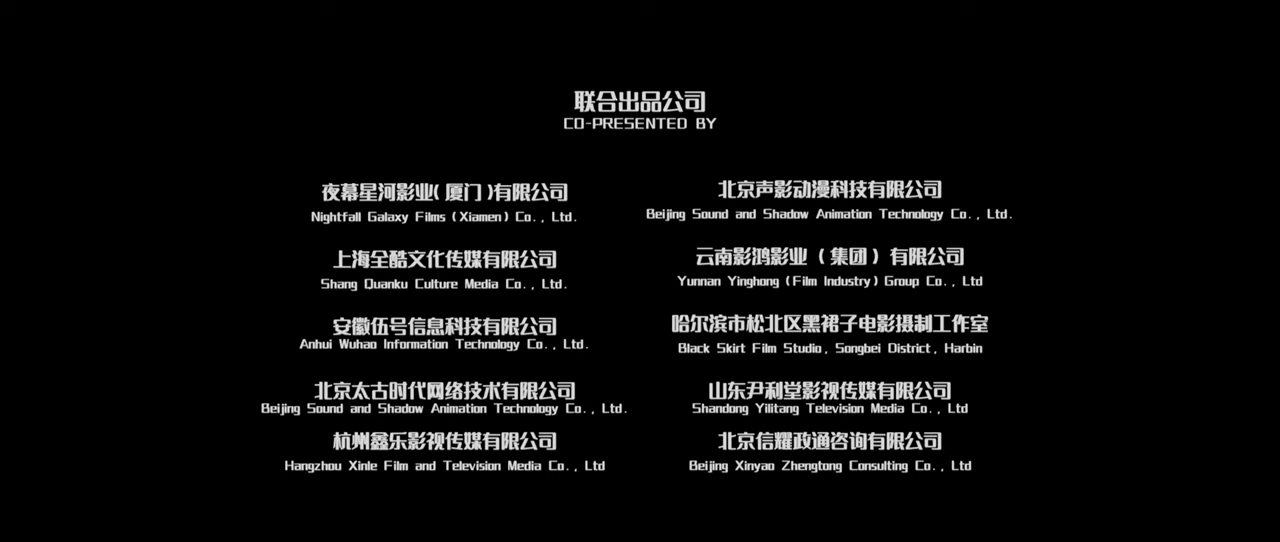 联合出品公司
CO-PRESENTED BY
夜幕星河影业(厦门)有限公司
Nightfall Galaxy Films (Xiamen) Co., Ltd.
北京声影动漫科技有限公司
Beijing Sound and Shadow Animation Technology Co., Ltd.
上海全酷文化传媒有限公司
Shang Quanku Culture Media Co., Ltd.
云南影鸿影业(集团)有限公司
Yunnan Yinghong (Film Industry) Group Co., Ltd
安徽伍号信息科技有限公司
Anhui Wuhao Information Technology Co., Ltd.
哈尔滨市松北区黑裙子电影摄制工作室
Black Skirt Film Studio, Songbei District, Harbin
北京太古时代网络技术有限公司
Beijing Sound and Shadow Animation Technology Co., Ltd.
山东尹利堂影视传媒有限公司
Shandong Yilitang Television Media Co., Ltd
杭州鑫乐影视传媒有限公司
Hangzhou Xinle Film and Television Media Co., Ltd
北京信耀政通咨询有限公司
Beijing Xinyao Zhengtong Consulting Co., Ltd